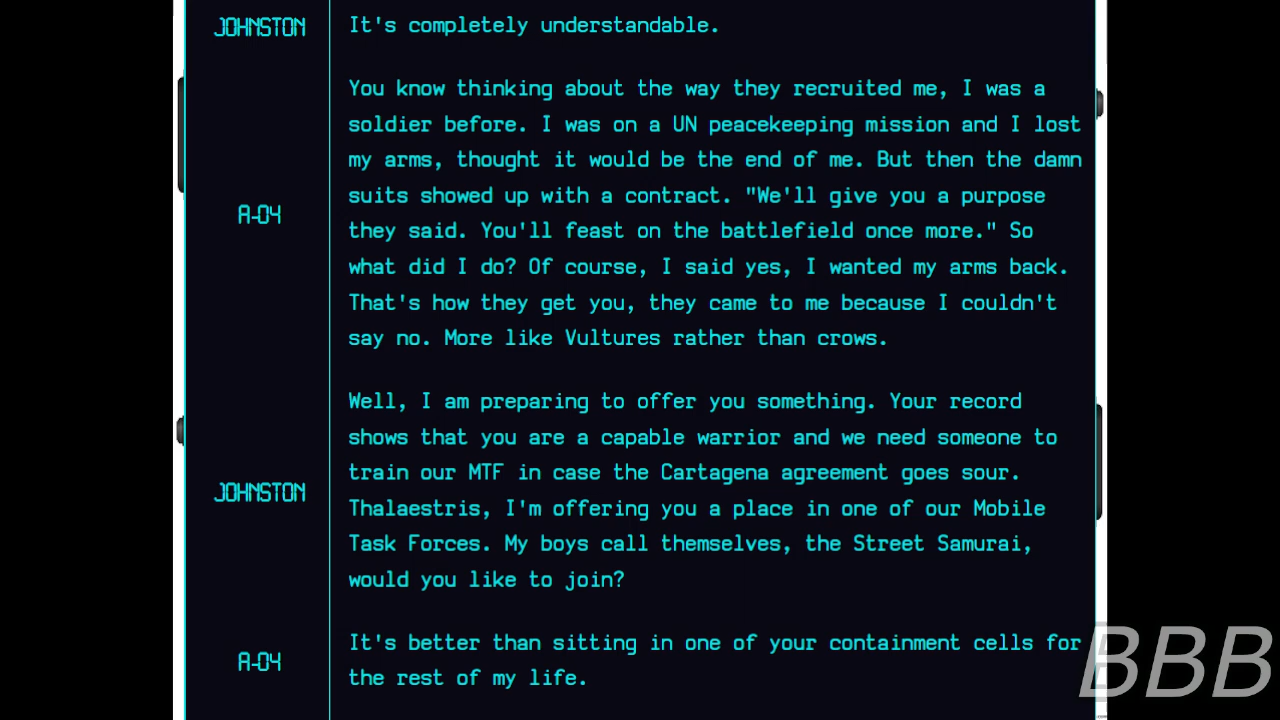 JOHNSTON
It's completely understandable.
A-04
You know thinking about the way they recruited me, I was a
soldier before. I was on a UN peacekeeping mission and I lost
my arms, thought it would be the end of me. But then the damn
suits showed up with a contract. "We'll give you a purpose
they said. You'll feast on the battlefield once more." So
what did I do? Of course, I said yes, I wanted my arms back.
That's how they get you, they came to me because I couldn't
say no. More like Vultures rather than crows.
JOHNSTON
Well, I am preparing to offer you something. Your record
shows that you are a capable warrior and we need someone to
train our MTF in case the Cartagena agreement goes sour.
Thalaestris, I'm offering you a place in one of our Mobile
Task Forces. My boys call themselves, the Street Samurai,
would you like to join?
A-04
It's better than sitting in one of your containment cells for
the rest of my life.
BBB